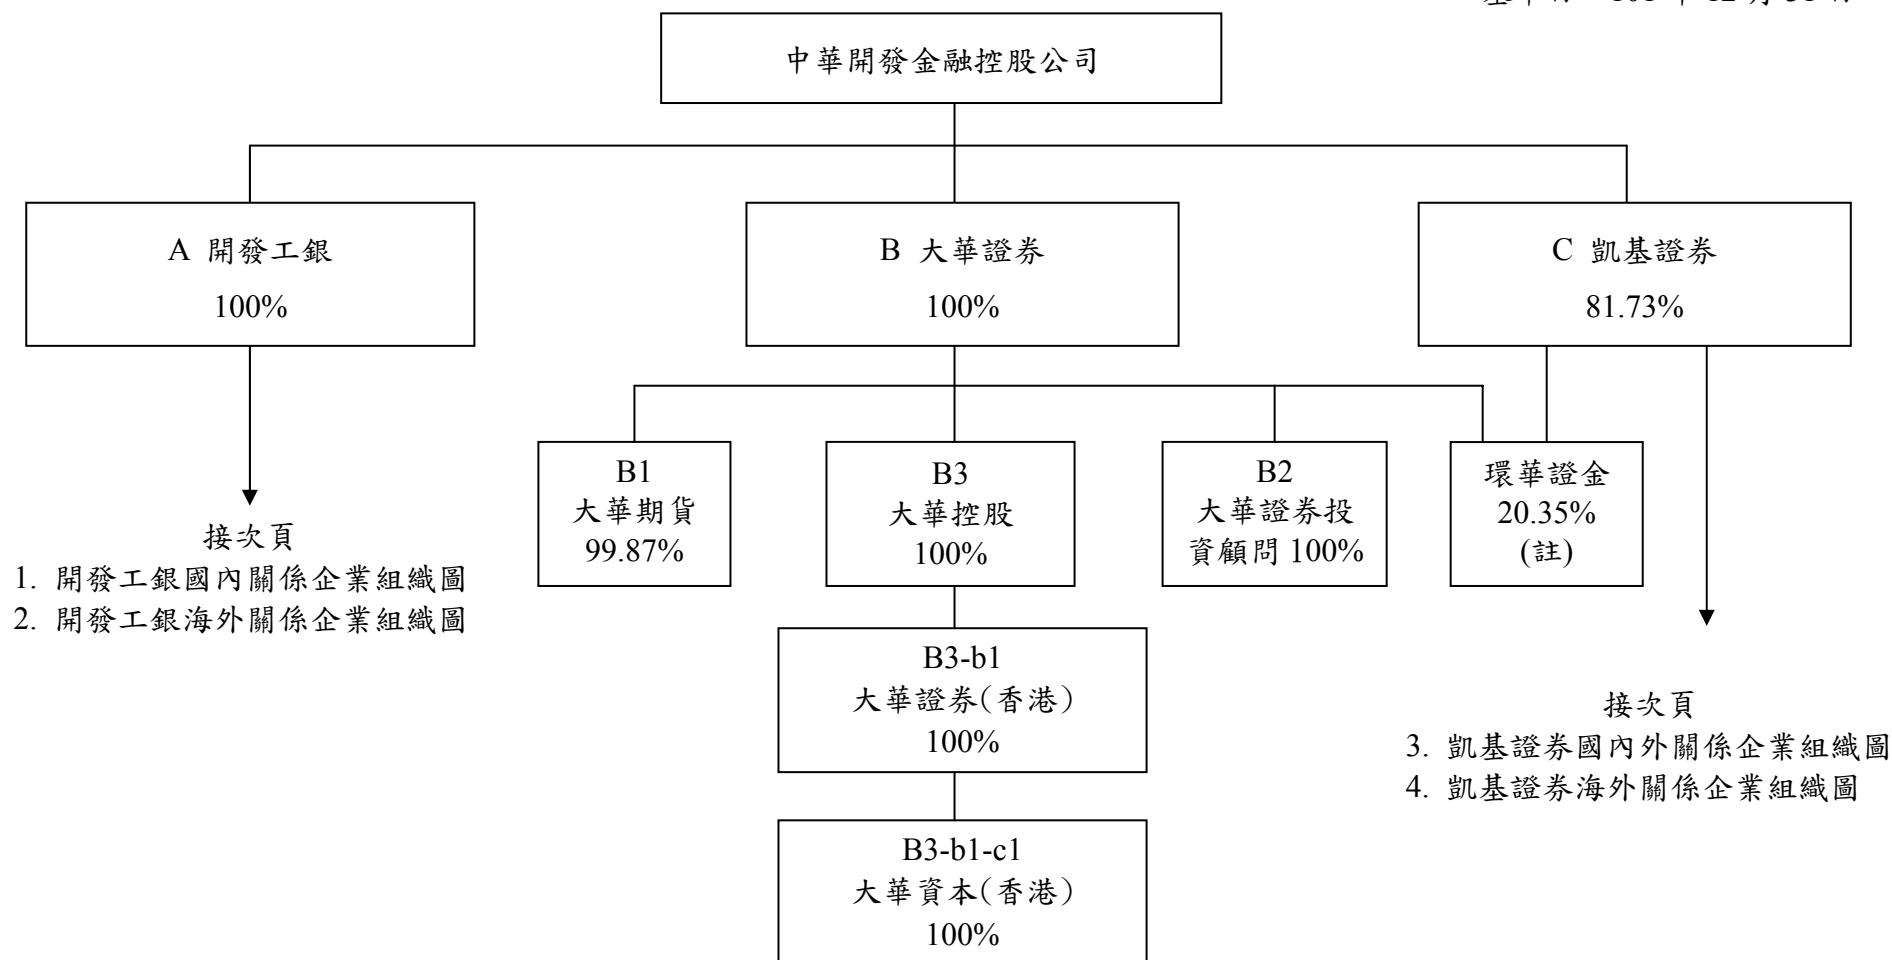 中華開發金融控股公司
A 開發工銀
100%
B 大華證券
100%
C 凱基證券
81.73%
B1
大華期貨
99.87%
B3
大華控股
100%
B2
大華證券投
資顧問 100%
環華證金
20.35%
(註)
接次頁
1. 開發工銀國內關係企業組織圖
2. 開發工銀海外關係企業組織圖
B3-b1
大華證券(香港)
100%
接次頁
3. 凱基證券國內外關係企業組織圖
4. 凱基證券海外關係企業組織圖
B3-b1-c1
大華資本(香港)
100%